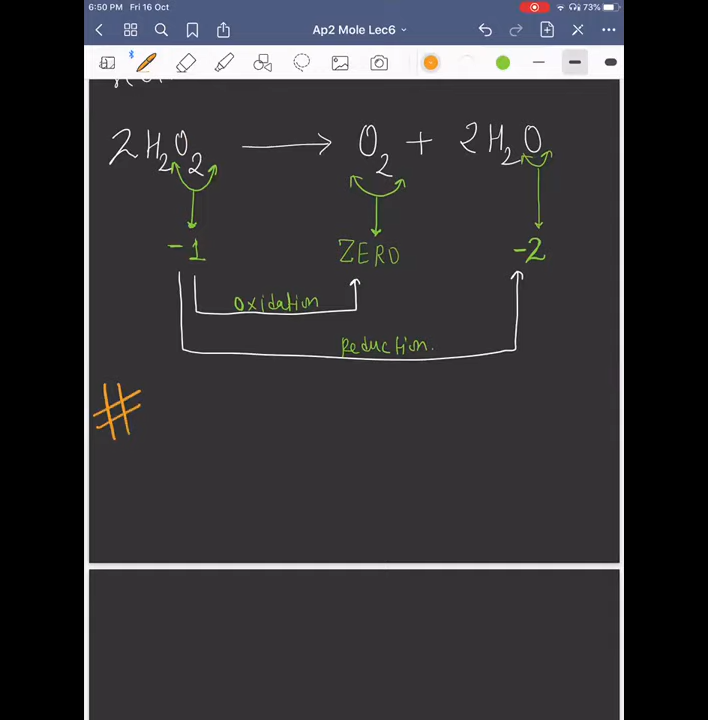 6:50 PM Fri 16 Oct 73%
Ap2 Mole Lec6
2H₂O₂ ⟶ O₂ + 2H₂O
-1 ZERO -2
oxidation
Reduction.
#